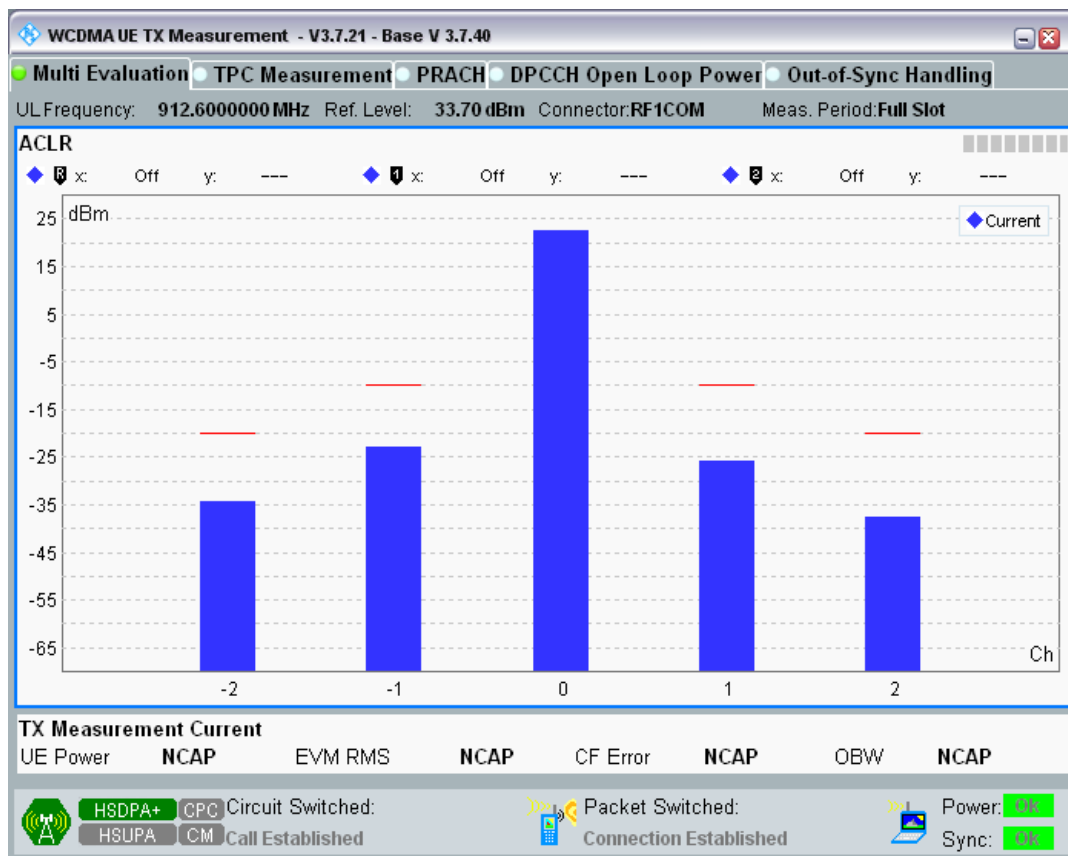 WCDMA UE TX Measurement - V3.7.21 - Base V 3.7.40
Multi Evaluation TPC Measurement PRACH DPCCH Open Loop Power Out-of-Sync Handling
UL Frequency: 912.6000000 MHz Ref. Level: 33.70 dBm Connector:RF1COM Meas. Period:Full Slot
ACLR
R x: Off y: --- 1 x: Off y: --- 2 x: Off y: ---
25 dBm
Current
15
5
-5
-15
-25
-35
-45
-55
-65
Ch
-2 -1 0 1 2
TX Measurement Current
UE Power NCAP EVM RMS NCAP CF Error NCAP OBW NCAP
HSDPA+ CPC Circuit Switched: Packet Switched: Power: OK
HSUPA CM Call Established Connection Established Sync: OK